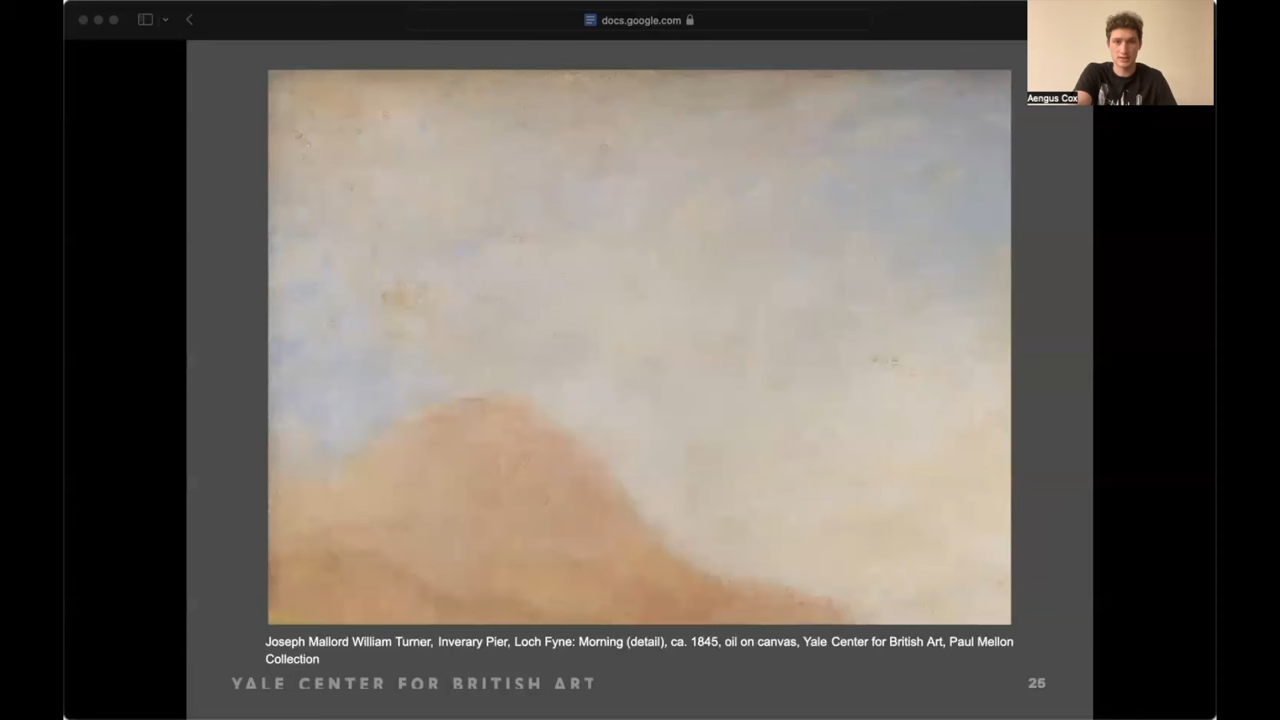 docs.google.com
Aengus Cox
Joseph Mallord William Turner, Inverary Pier, Loch Fyne: Morning (detail), ca. 1845, oil on canvas, Yale Center for British Art, Paul Mellon
Collection
YALE CENTER FOR BRITISH ART
25